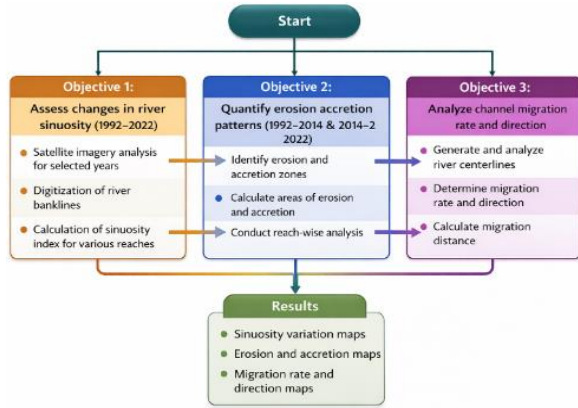 Start
Objective 1:
Assess changes in river
sinuosity (1992–2022)
Satellite imagery analysis
for selected years
Digitization of river
banklines
Calculation of sinuosity
index for various reaches
Objective 2:
Quantify erosion accretion
patterns (1992–2014 & 2014–2
2022)
Identify erosion and
accretion zones
Calculate areas of erosion
and accretion
Conduct reach-wise analysis
Objective 3:
Analyze channel migration
rate and direction
Generate and analyze
river centerlines
Determine migration
rate and direction
Calculate migration
distance
Results
Sinuosity variation maps
Erosion and accretion maps
Migration rate and
direction maps